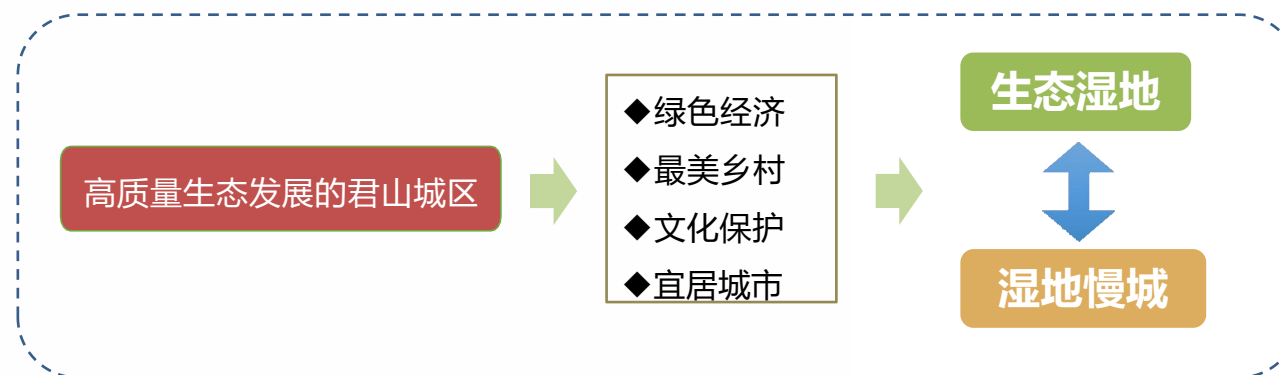 高质量生态发展的君山城区
◆绿色经济
◆最美乡村
◆文化保护
◆宜居城市
生态湿地
湿地慢城